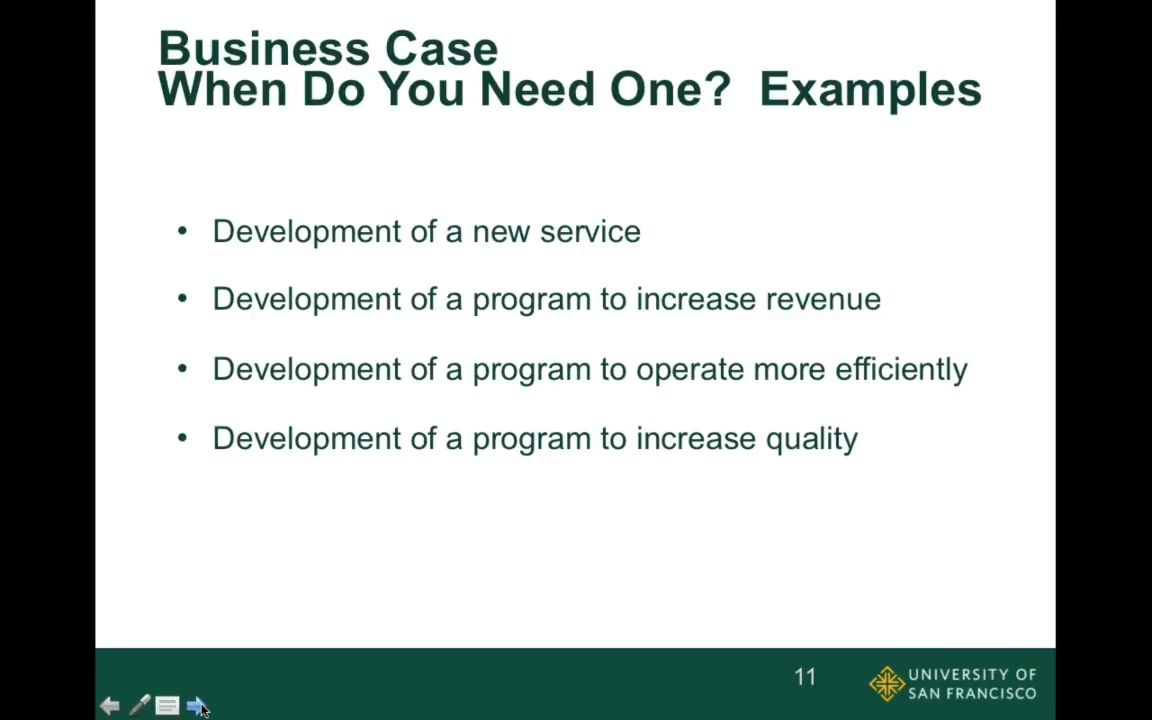 Business Case
When Do You Need One?  Examples
• Development of a new service
• Development of a program to increase revenue
• Development of a program to operate more efficiently
• Development of a program to increase quality
11
UNIVERSITY OF
SAN FRANCISCO